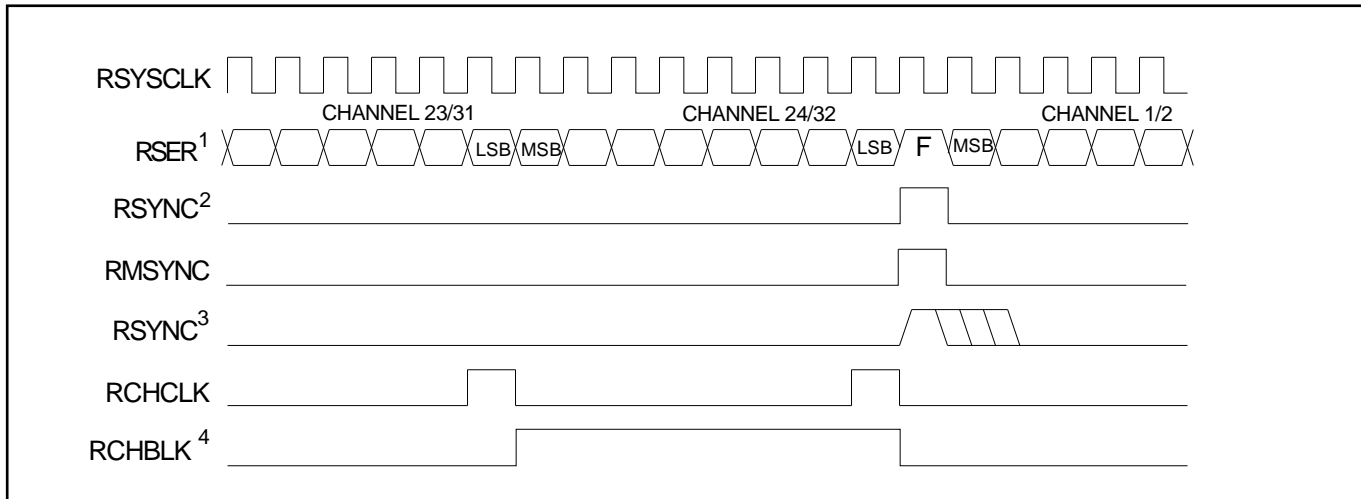 RSYSCLK
CHANNEL 23/31 CHANNEL 24/32 CHANNEL 1/2
RSER1 LSB MSB LSB F MSB
RSYNC2
RMSYNC
RSYNC3
RCHCLK
RCHBLK 4